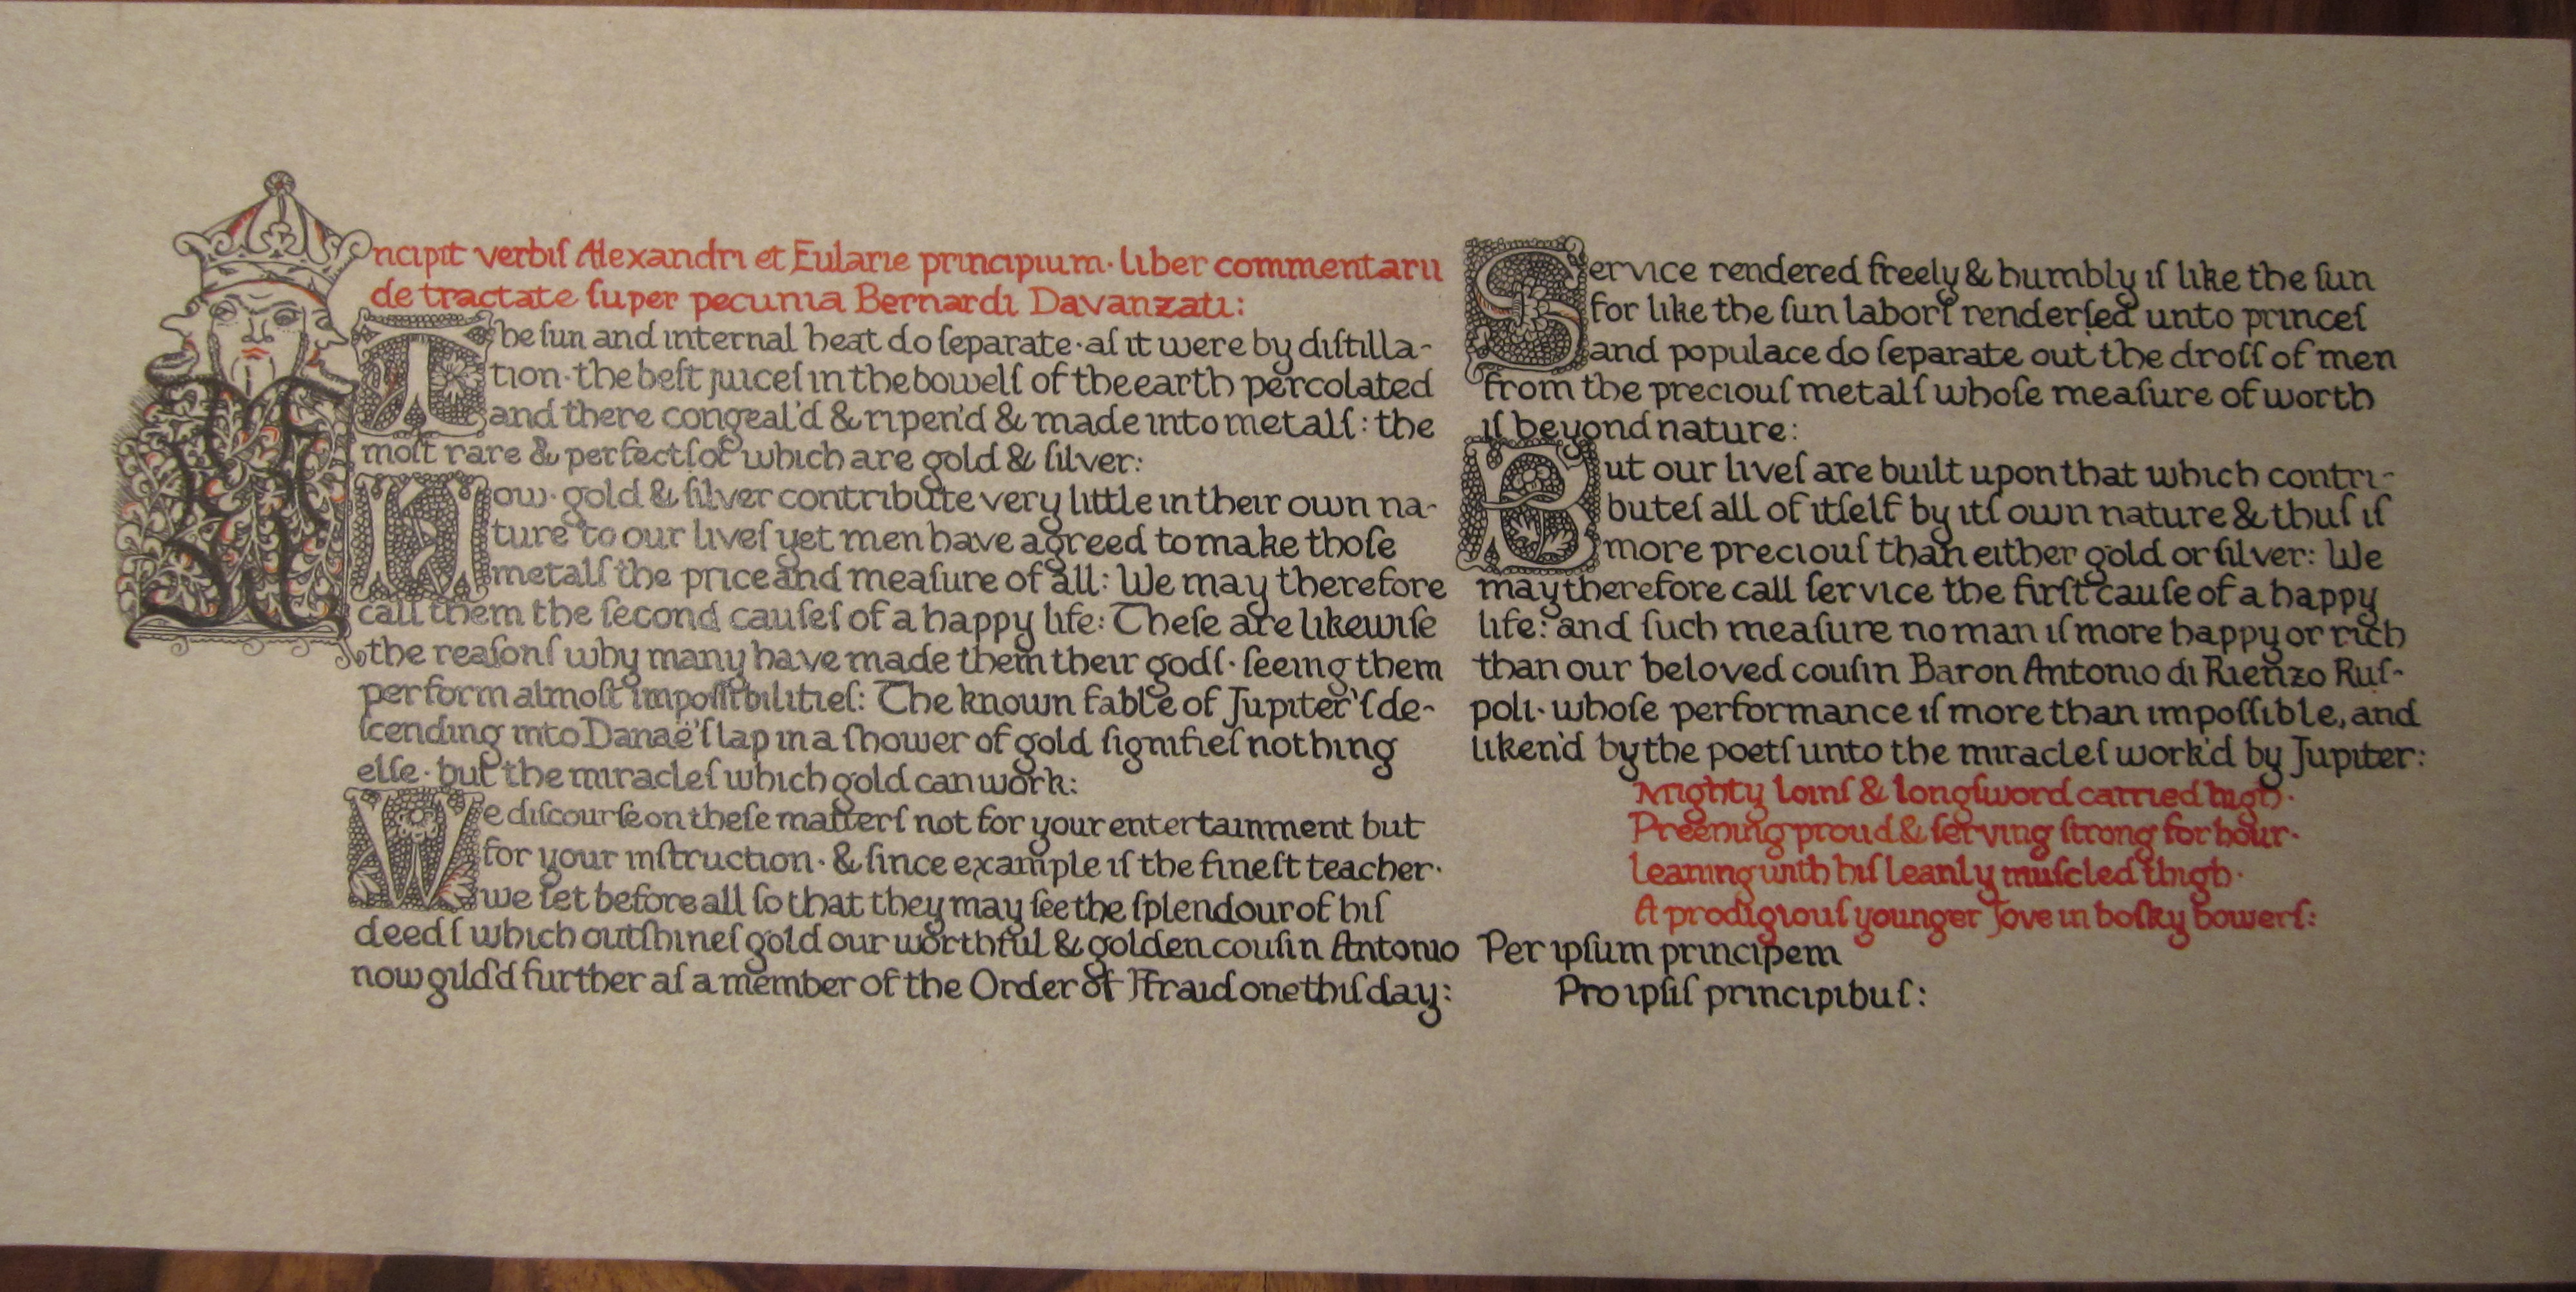 Incipit verbiſ Alexandri et Eularie principium · liber commentarii
de tractate ſuper pecunia Bernardi Davanzati:
The ſun and internal heat do ſeparate · aſ it were by diſtilla-
tion · the beſt juiceſ in the bowelſ of the earth percolated
and there congeal'd & ripen'd & made into metalſ: the
moſt rare & perfectſ of which are gold & ſilver:
Now · gold & ſilver contribute very little in their own na-
ture to our liveſ yet men have agreed to make thoſe
metalſ the price and meaſure of all: We may therefore
call them the ſecond cauſeſ of a happy life: Theſe are likewiſe
the reaſonſ why many have made them their godſ · ſeeing them
perform almoſt impoſſibilitieſ: The known fable of Jupiter'ſ de-
ſcending into Danaë'ſ lap in a ſhower of gold ſignifieſ nothing
elſe · but the miracleſ which gold can work:
We diſcourſe on theſe matterſ not for your entertainment but
for your inſtruction · & ſince example iſ the fineſt teacher ·
we ſet before all ſo that they may ſee the ſplendour of hiſ
deedſ which outſhineſ gold our worthful & golden couſin Antonio
now gild'd further aſ a member of the Order of Ffraid one thiſ day:
Service rendered freely & humbly iſ like the ſun
for like the ſun laborſ renderſed unto princeſ
and populace do ſeparate out the droſſ of men
from the preciouſ metalſ whoſe meaſure of worth
iſ beyond nature:
But our liveſ are built upon that which contri-
buteſ all of itſelf by itſ own nature & thuſ iſ
more preciouſ than either gold or ſilver: We
may therefore call ſervice the firſt cauſe of a happy
life: and ſuch meaſure no man iſ more happy or rich
than our beloved couſin Baron Antonio di Rienzo Ruſ-
poli · whoſe performance iſ more than impoſſible, and
liken'd by the poetſ unto the miracleſ work'd by Jupiter:
Mighty loinſ & longſword carried high ·
Preening proud & ſerving ſtrong for hour ·
leaning with hiſ leanly muſcled thigh ·
A prodigiouſ younger Jove in boſky bowerſ:
Per ipſum principem
Pro ipſiſ principibuſ: